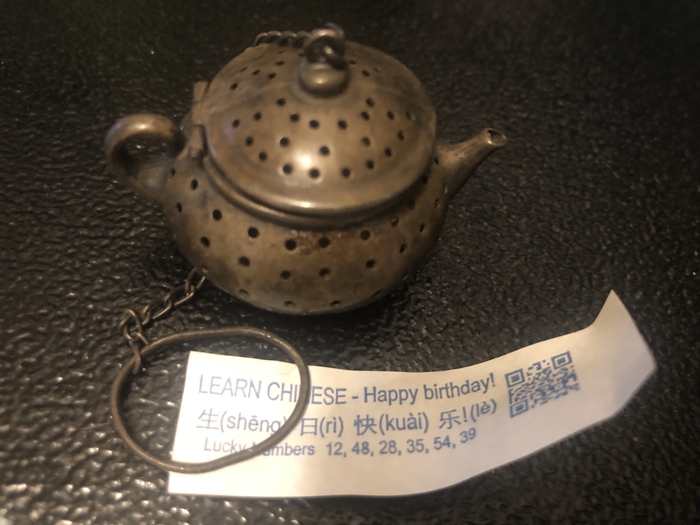 LEARN CHINESE - Happy birthday!
生(shēng) 日(rì) 快(kuài) 乐!(lè)
Lucky Numbers 12, 48, 28, 35, 54, 39